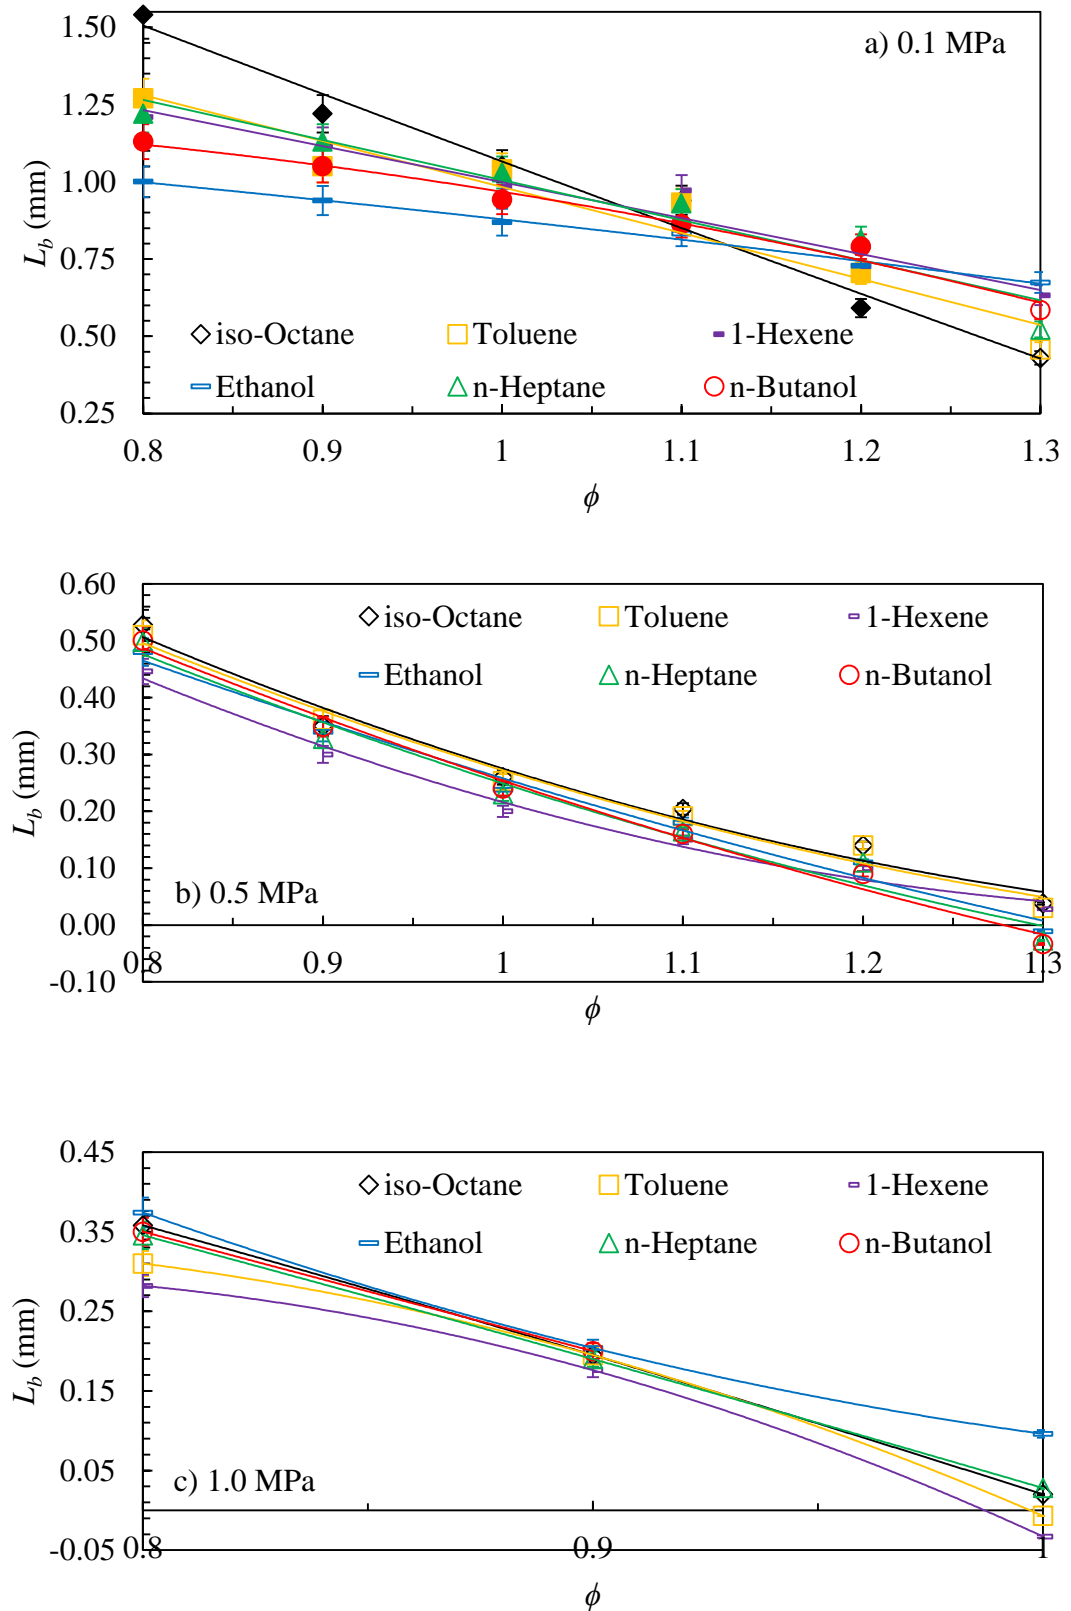 1.50
a) 0.1 MPa
1.25
1.00
L_b (mm)
0.75
iso-Octane Toluene 1-Hexene
0.50
Ethanol n-Heptane n-Butanol
0.25
0.8 0.9 1 1.1 1.2 1.3
ϕ
0.60
iso-Octane Toluene 1-Hexene
0.50
Ethanol n-Heptane n-Butanol
0.40
0.30
L_b (mm)
0.20
0.10
b) 0.5 MPa
0.00
0.8 0.9 1 1.1 1.2 1.3
-0.10
ϕ
0.45
iso-Octane Toluene 1-Hexene
0.35
Ethanol n-Heptane n-Butanol
0.25
L_b (mm)
0.15
0.05
c) 1.0 MPa
-0.05
0.8 0.9 1
ϕ